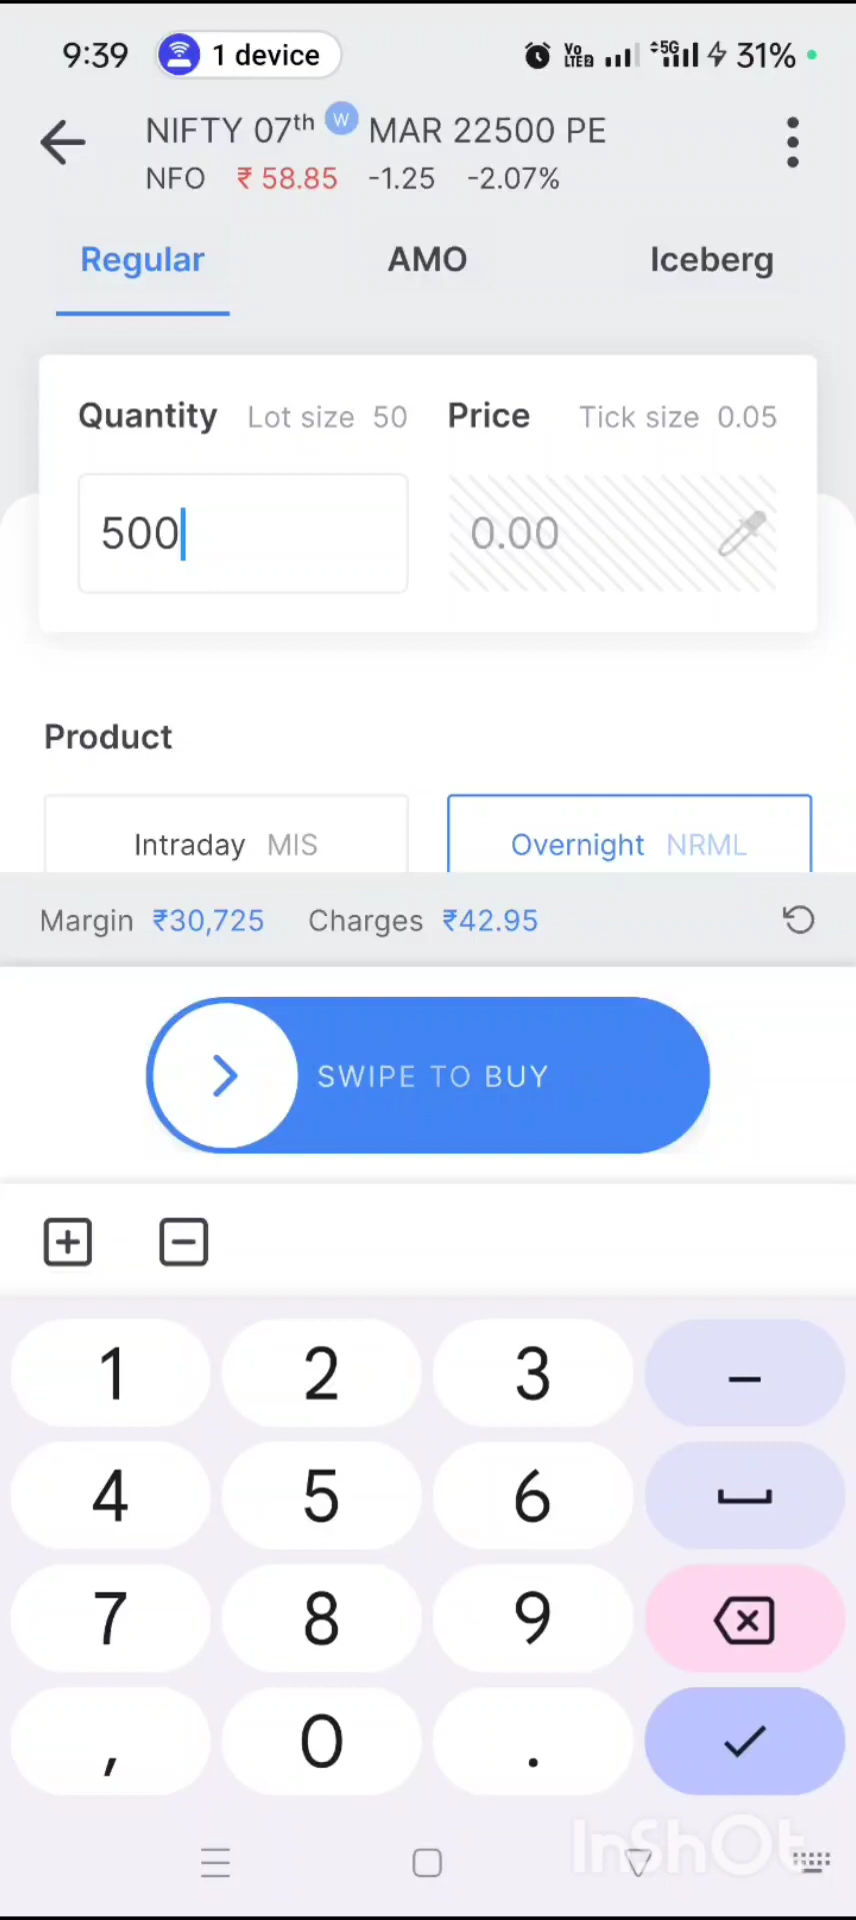 9:39 1 device Vo LTE2 5G 31%
NIFTY 07th W MAR 22500 PE
NFO ₹ 58.85 -1.25 -2.07%
Regular AMO Iceberg
Quantity Lot size 50 Price Tick size 0.05
500 0.00
Product
Intraday MIS Overnight NRML
Margin ₹30,725 Charges ₹42.95
SWIPE TO BUY
1 2 3 –
4 5 6
7 8 9
, 0 .
InShOt